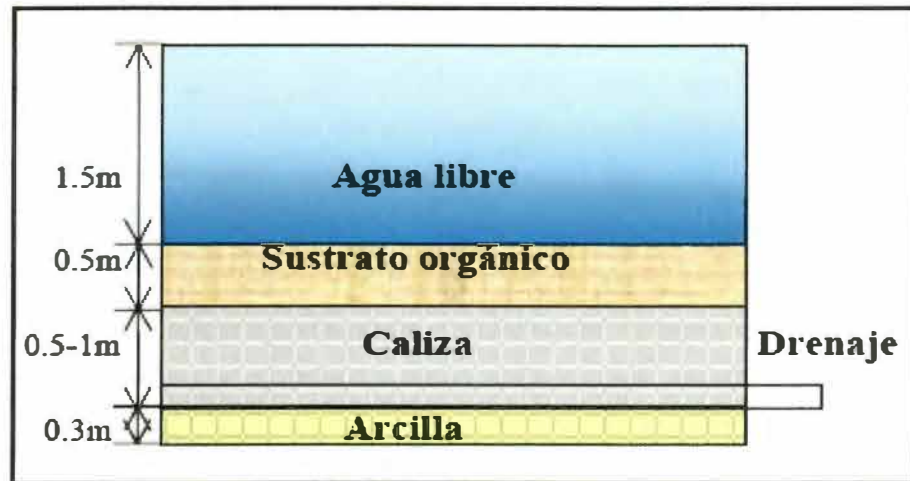 1.5m
Agua libre
0.5m
Sustrato orgánico
0.5-1m
Caliza
Drenaje
0.3m
Arcilla